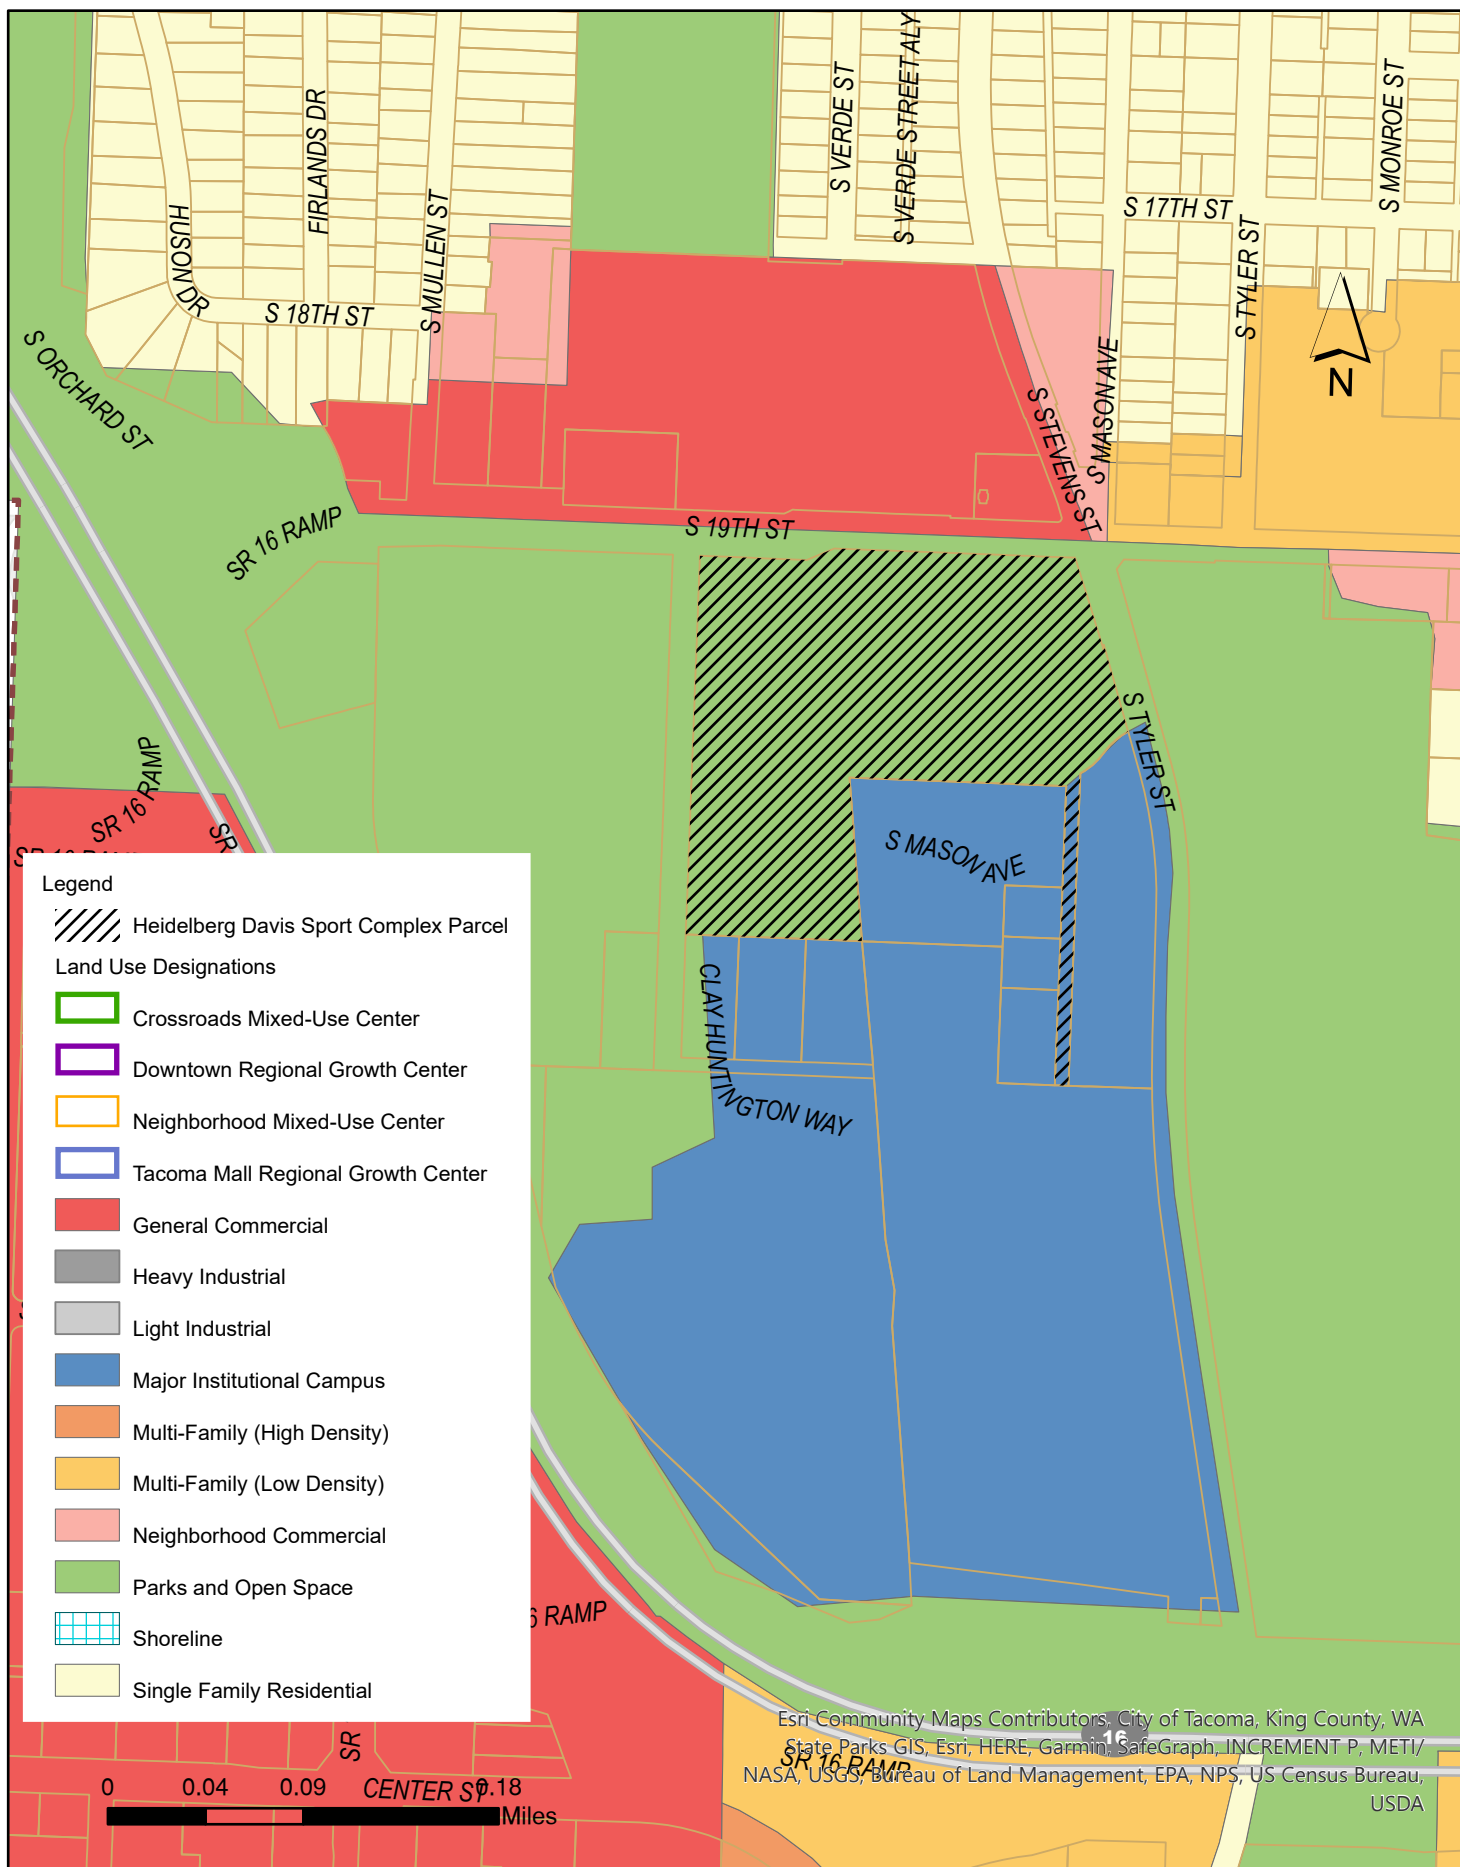 S VERDE ST
S VERDE STREET ALY
S MONROE ST
FIRLANDS DR
HUSON DR
S MULLEN ST
S 17TH ST
S TYLER ST
S 18TH ST
S ORCHARD ST
N
S MASON AVE
S STEVENS ST
SR 16 RAMP
S 19TH ST
S TYLER ST
SR 16 RAMP
SR
S MASON AVE
CLAY HUNTINGTON WAY
Legend
Heidelberg Davis Sport Complex Parcel
Land Use Designations
Crossroads Mixed-Use Center
Downtown Regional Growth Center
Neighborhood Mixed-Use Center
Tacoma Mall Regional Growth Center
General Commercial
Heavy Industrial
Light Industrial
Major Institutional Campus
Multi-Family (High Density)
Multi-Family (Low Density)
Neighborhood Commercial
Parks and Open Space
Shoreline
Single Family Residential
6 RAMP
SR
16
SR 16 RAMP
Esri Community Maps Contributors, City of Tacoma, King County, WA
State Parks GIS, Esri, HERE, Garmin, SafeGraph, INCREMENT P, METI/
NASA, USGS, Bureau of Land Management, EPA, NPS, US Census Bureau,
USDA
CENTER ST
0 0.04 0.09 0.18
Miles